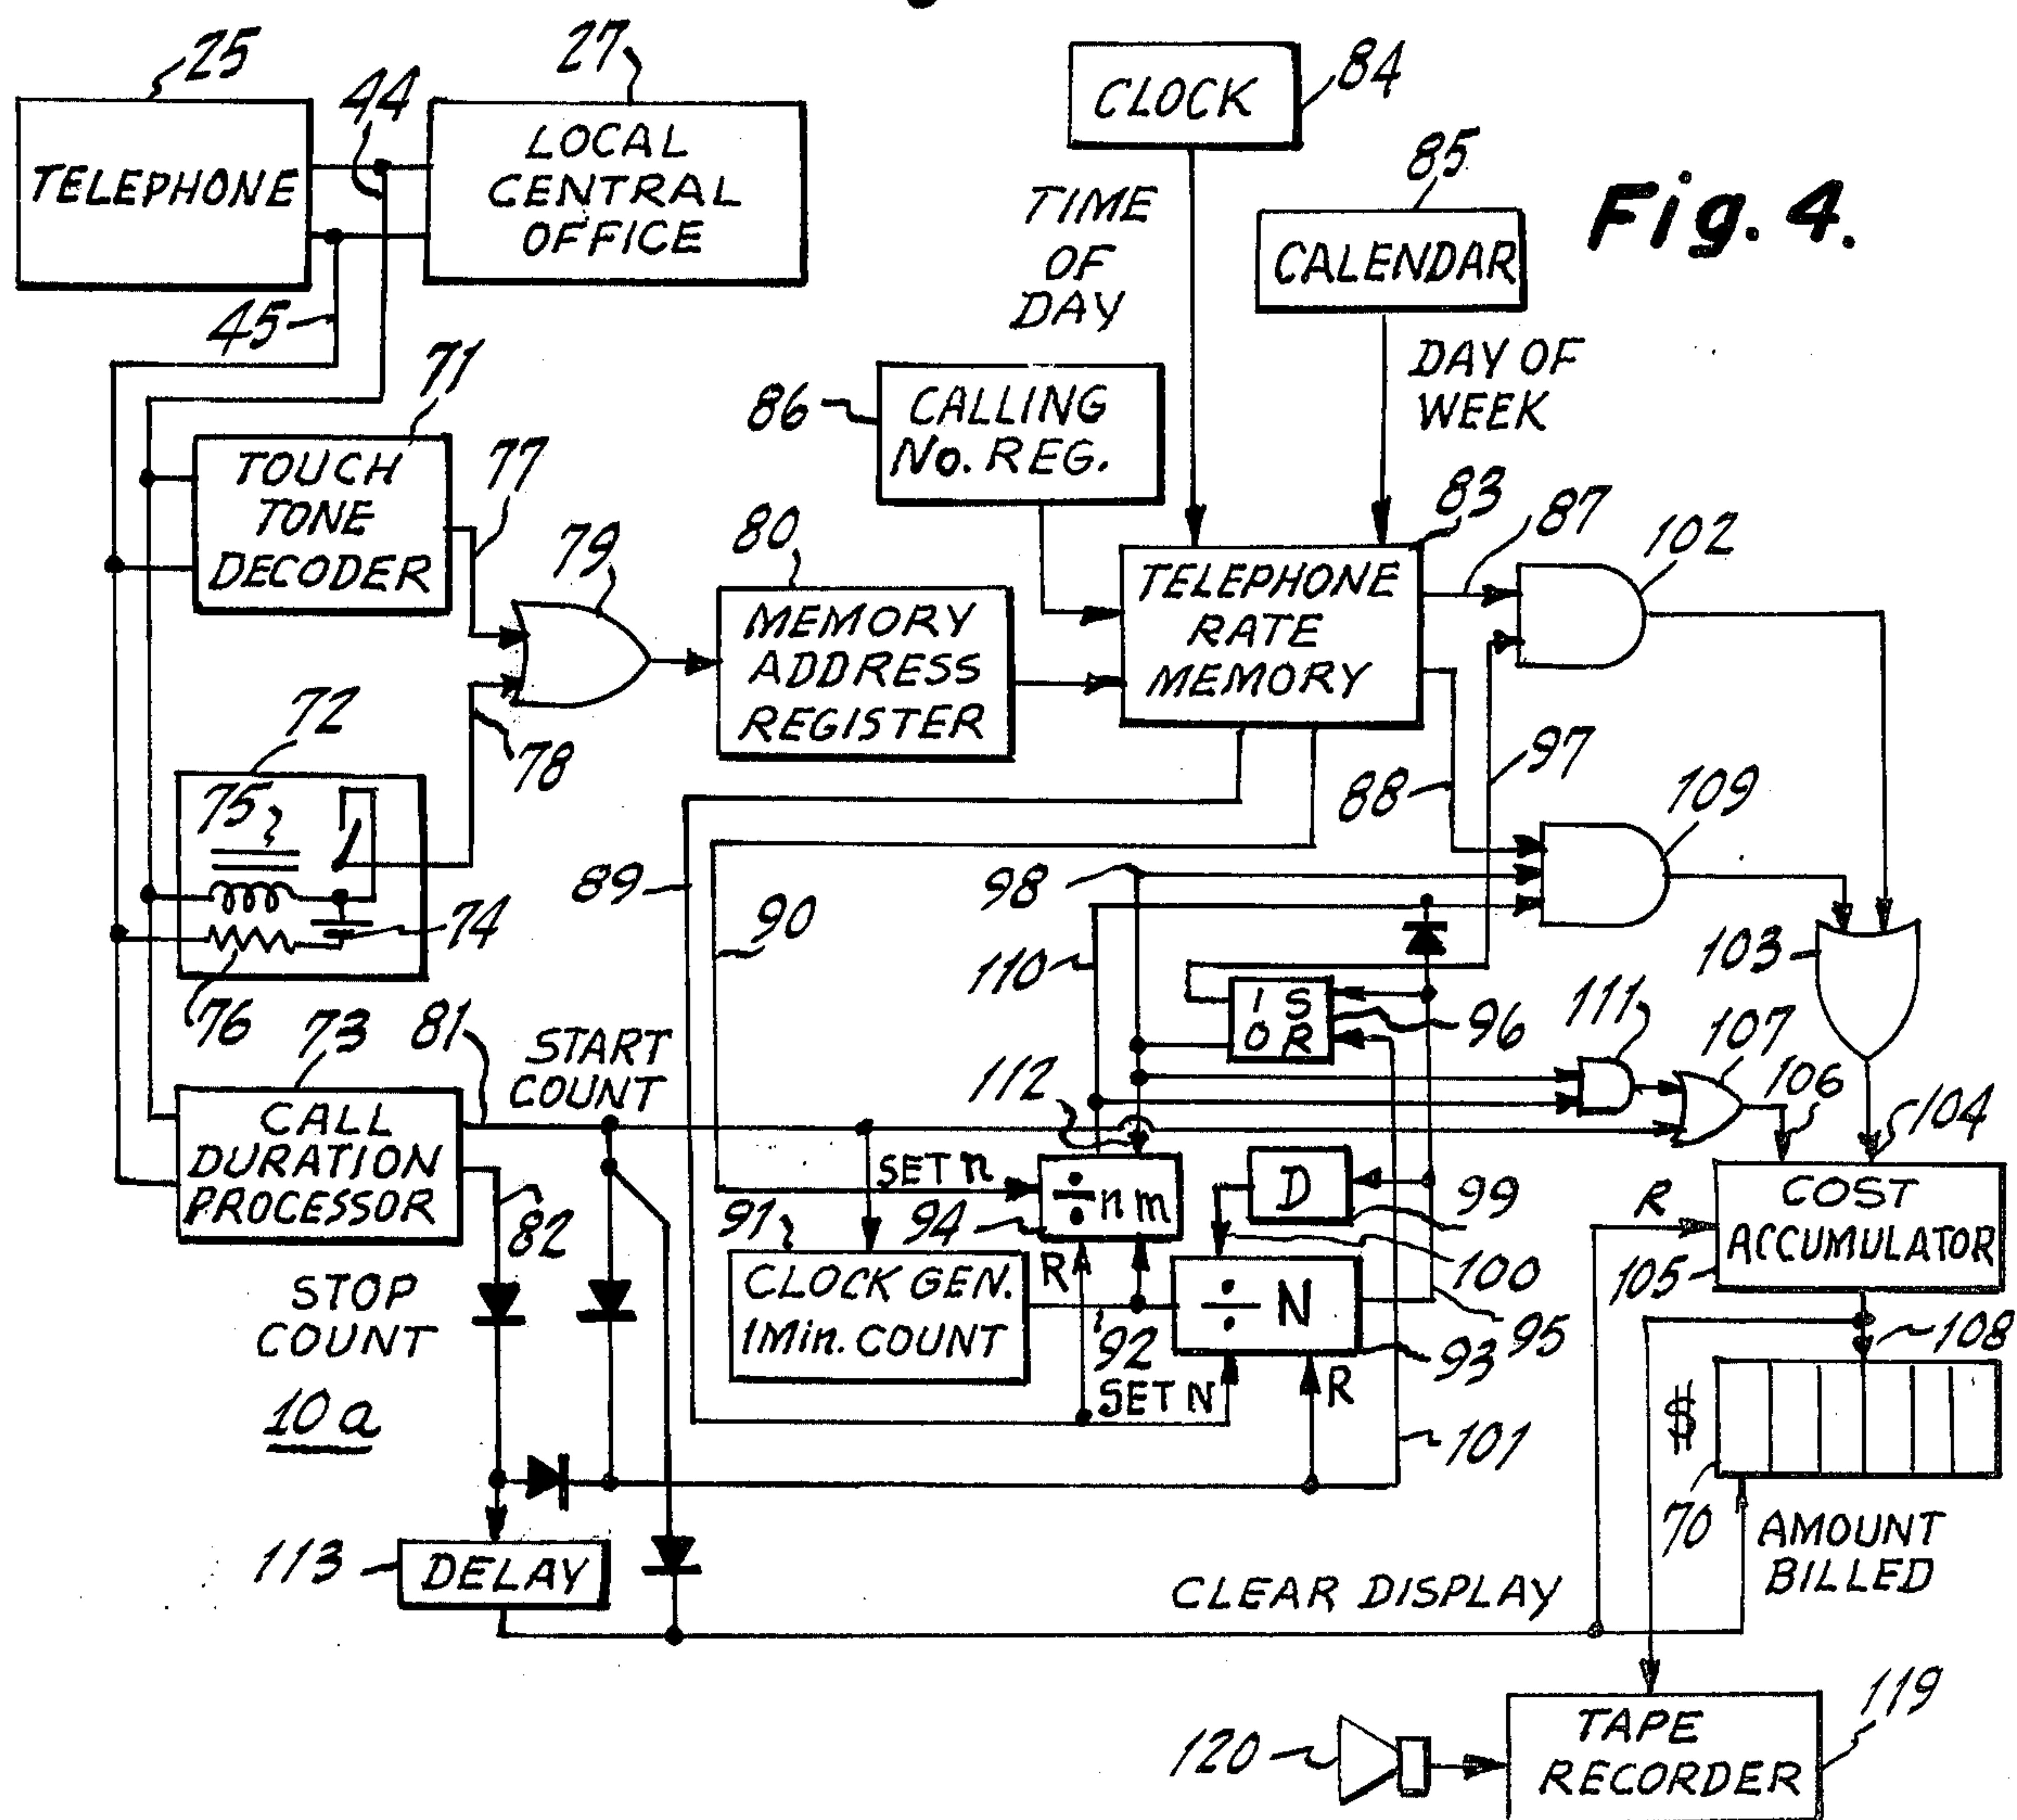 Fig. 4.
25
44
27
TELEPHONE
LOCAL
CENTRAL
OFFICE
45
CLOCK
84
TIME
OF
DAY
85
CALENDAR
DAY OF
WEEK
86
CALLING
No. REG.
71
TOUCH
TONE
DECODER
77
79
78
80
MEMORY
ADDRESS
REGISTER
83
TELEPHONE
RATE
MEMORY
87
102
88
97
109
72
75
74
76
89
90
98
110
103
1 S
0 R
96
111
107
106
104
73
81
START
COUNT
112
CALL
DURATION
PROCESSOR
82
SET n
÷ n m
94
D
99
100
R
COST
ACCUMULATOR
105
91
CLOCK GEN.
1 Min. COUNT
R
92
÷ N
93
95
STOP
COUNT
SET N
R
108
$
70
AMOUNT
BILLED
10a
101
113
DELAY
CLEAR DISPLAY
120
TAPE
RECORDER
119